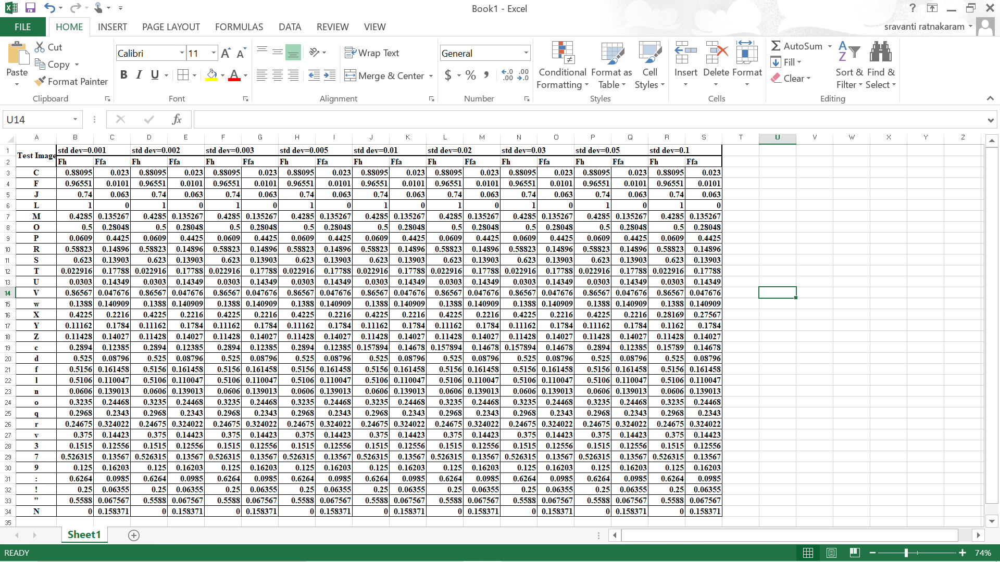 Book1 - Excel
FILE HOME INSERT PAGE LAYOUT FORMULAS DATA REVIEW VIEW sravanti ratnakaram
Cut
Copy
Format Painter
Paste
Clipboard
Calibri 11
B I U
Font
Wrap Text
Merge & Center
Alignment
General
$ % ,
Number
Conditional Formatting
Format as Table
Cell Styles
Styles
Insert Delete Format
Cells
AutoSum
Fill
Clear
Sort & Filter
Find & Select
Editing
U14 fx
A B C D E F G H I J K L M N O P Q R S T U V W X Y Z
1 Test Image std dev=0.001 std dev=0.002 std dev=0.003 std dev=0.005 std dev=0.01 std dev=0.02 std dev=0.03 std dev=0.05 std dev=0.1
2 Fh Ffa Fh Ffa Fh Ffa Fh Ffa Fh Ffa Fh Ffa Fh Ffa Fh Ffa Fh Ffa
3 C 0.88095 0.023 0.88095 0.023 0.88095 0.023 0.88095 0.023 0.88095 0.023 0.88095 0.023 0.88095 0.023 0.88095 0.023 0.88095 0.023
4 F 0.96551 0.0101 0.96551 0.0101 0.96551 0.0101 0.96551 0.0101 0.96551 0.0101 0.96551 0.0101 0.96551 0.0101 0.96551 0.0101 0.96551 0.0101
5 J 0.74 0.063 0.74 0.063 0.74 0.063 0.74 0.063 0.74 0.063 0.74 0.063 0.74 0.063 0.74 0.063 0.74 0.063
6 L 1 0 1 0 1 0 1 0 1 0 1 0 1 0 1 0 1 0
7 M 0.4285 0.135267 0.4285 0.135267 0.4285 0.135267 0.4285 0.135267 0.4285 0.135267 0.4285 0.135267 0.4285 0.135267 0.4285 0.135267 0.4285 0.135267
8 O 0.5 0.28048 0.5 0.28048 0.5 0.28048 0.5 0.28048 0.5 0.28048 0.5 0.28048 0.5 0.28048 0.5 0.28048 0.5 0.28048
9 P 0.0609 0.4425 0.0609 0.4425 0.0609 0.4425 0.0609 0.4425 0.0609 0.4425 0.0609 0.4425 0.0609 0.4425 0.0609 0.4425 0.0609 0.4425
10 R 0.58823 0.14896 0.58823 0.14896 0.58823 0.14896 0.58823 0.14896 0.58823 0.14896 0.58823 0.14896 0.58823 0.14896 0.58823 0.14896 0.58823 0.14896
11 S 0.623 0.13903 0.623 0.13903 0.623 0.13903 0.623 0.13903 0.623 0.13903 0.623 0.13903 0.623 0.13903 0.623 0.13903 0.623 0.13903
12 T 0.022916 0.17788 0.022916 0.17788 0.022916 0.17788 0.022916 0.17788 0.022916 0.17788 0.022916 0.17788 0.022916 0.17788 0.022916 0.17788 0.022916 0.17788
13 U 0.0303 0.14349 0.0303 0.14349 0.0303 0.14349 0.0303 0.14349 0.0303 0.14349 0.0303 0.14349 0.0303 0.14349 0.0303 0.14349 0.0303 0.14349
14 V 0.86567 0.047676 0.86567 0.047676 0.86567 0.047676 0.86567 0.047676 0.86567 0.047676 0.86567 0.047676 0.86567 0.047676 0.86567 0.047676 0.86567 0.047676
15 w 0.1388 0.140909 0.1388 0.140909 0.1388 0.140909 0.1388 0.140909 0.1388 0.140909 0.1388 0.140909 0.1388 0.140909 0.1388 0.140909 0.1388 0.140909
16 X 0.4225 0.2216 0.4225 0.2216 0.4225 0.2216 0.4225 0.2216 0.4225 0.2216 0.4225 0.2216 0.4225 0.2216 0.4225 0.2216 0.28169 0.27567
17 Y 0.11162 0.1784 0.11162 0.1784 0.11162 0.1784 0.11162 0.1784 0.11162 0.1784 0.11162 0.1784 0.11162 0.1784 0.11162 0.1784 0.1162 0.1784
18 Z 0.11428 0.14027 0.11428 0.14027 0.11428 0.14027 0.11428 0.14027 0.11428 0.14027 0.11428 0.14027 0.11428 0.14027 0.11428 0.14027 0.11428 0.14027
19 c 0.2894 0.12385 0.2894 0.12385 0.2894 0.12385 0.2894 0.12385 0.157894 0.14678 0.157894 0.14678 0.157894 0.14678 0.2894 0.12385 0.15789 0.14678
20 d 0.525 0.08796 0.525 0.08796 0.525 0.08796 0.525 0.08796 0.525 0.08796 0.525 0.08796 0.525 0.08796 0.525 0.08796 0.525 0.08796
21 f 0.5156 0.161458 0.5156 0.161458 0.5156 0.161458 0.5156 0.161458 0.5156 0.161458 0.5156 0.161458 0.5156 0.161458 0.5156 0.161458 0.5156 0.161458
22 l 0.5106 0.110047 0.5106 0.110047 0.5106 0.110047 0.5106 0.110047 0.5106 0.110047 0.5106 0.110047 0.5106 0.110047 0.5106 0.110047 0.5106 0.110047
23 n 0.0606 0.139013 0.0606 0.139013 0.0606 0.139013 0.0606 0.139013 0.0606 0.139013 0.0606 0.139013 0.0606 0.139013 0.0606 0.139013 0.0606 0.139013
24 o 0.3235 0.24468 0.3235 0.24468 0.3235 0.24468 0.3235 0.24468 0.3235 0.24468 0.3235 0.24468 0.3235 0.24468 0.3235 0.24468 0.3235 0.24468
25 q 0.2968 0.2343 0.2968 0.2343 0.2968 0.2343 0.2968 0.2343 0.2968 0.2343 0.2968 0.2343 0.2968 0.2343 0.2968 0.2343 0.2968 0.2343
26 r 0.24675 0.324022 0.24675 0.324022 0.24675 0.324022 0.24675 0.324022 0.24675 0.324022 0.24675 0.324022 0.24675 0.324022 0.24675 0.324022 0.24675 0.324022
27 v 0.375 0.14423 0.375 0.14423 0.375 0.14423 0.375 0.14423 0.375 0.14423 0.375 0.14423 0.375 0.14423 0.375 0.14423 0.375 0.14423
28 3 0.1515 0.12556 0.1515 0.12556 0.1515 0.12556 0.1515 0.12556 0.1515 0.12556 0.1515 0.12556 0.1515 0.12556 0.1515 0.12556 0.1515 0.12556
29 7 0.526315 0.13567 0.526315 0.13567 0.526315 0.13567 0.526315 0.13567 0.526315 0.13567 0.526315 0.13567 0.526315 0.13567 0.526315 0.13567 0.526315 0.13567
30 9 0.125 0.16203 0.125 0.16203 0.125 0.16203 0.125 0.16203 0.125 0.16203 0.125 0.16203 0.125 0.16203 0.125 0.16203 0.125 0.16203
31 : 0.6264 0.0985 0.6264 0.0985 0.6264 0.0985 0.6264 0.0985 0.6264 0.0985 0.6264 0.0985 0.6264 0.0985 0.6264 0.0985 0.6264 0.0985
32 ! 0.25 0.06355 0.25 0.06355 0.25 0.06355 0.25 0.06355 0.25 0.06355 0.25 0.06355 0.25 0.06355 0.25 0.06355 0.25 0.06355
33 " 0.5588 0.067567 0.5588 0.067567 0.5588 0.067567 0.5588 0.067567 0.5588 0.067567 0.5588 0.067567 0.5588 0.067567 0.5588 0.067567 0.5588 0.067567
34 N 0 0.158371 0 0.158371 0 0.158371 0 0.158371 0 0.158371 0 0.158371 0 0.158371 0 0.158371 0 0.158371
35
Sheet1
READY 74%